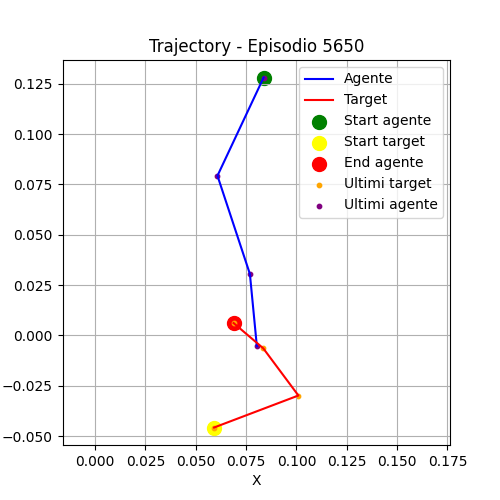 Trajectory - Episodio 5650
Agente
Target
Start agente
Start target
End agente
Ultimi target
Ultimi agente
0.125
0.100
0.075
0.050
0.025
0.000
−0.025
−0.050
0.000 0.025 0.050 0.075 0.100 0.125 0.150 0.175
X